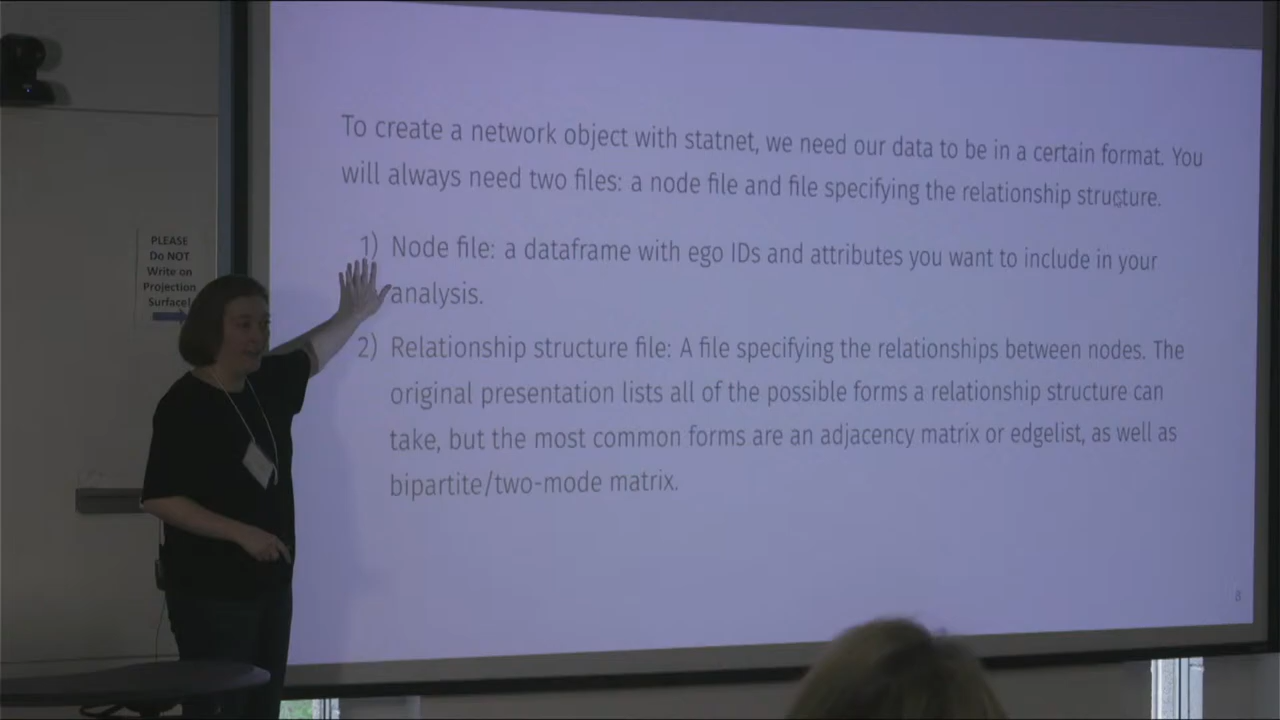 To create a network object with statnet, we need our data to be in a certain format. You
will always need two files: a node file and file specifying the relationship structure.
1) Node file: a dataframe with ego IDs and attributes you want to include in your
analysis.
2) Relationship structure file: A file specifying the relationships between nodes. The
original presentation lists all of the possible forms a relationship structure can
take, but the most common forms are an adjacency matrix or edgelist, as well as
bipartite/two-mode matrix.
8
PLEASE
Do NOT
Write on
Projection
Surface!